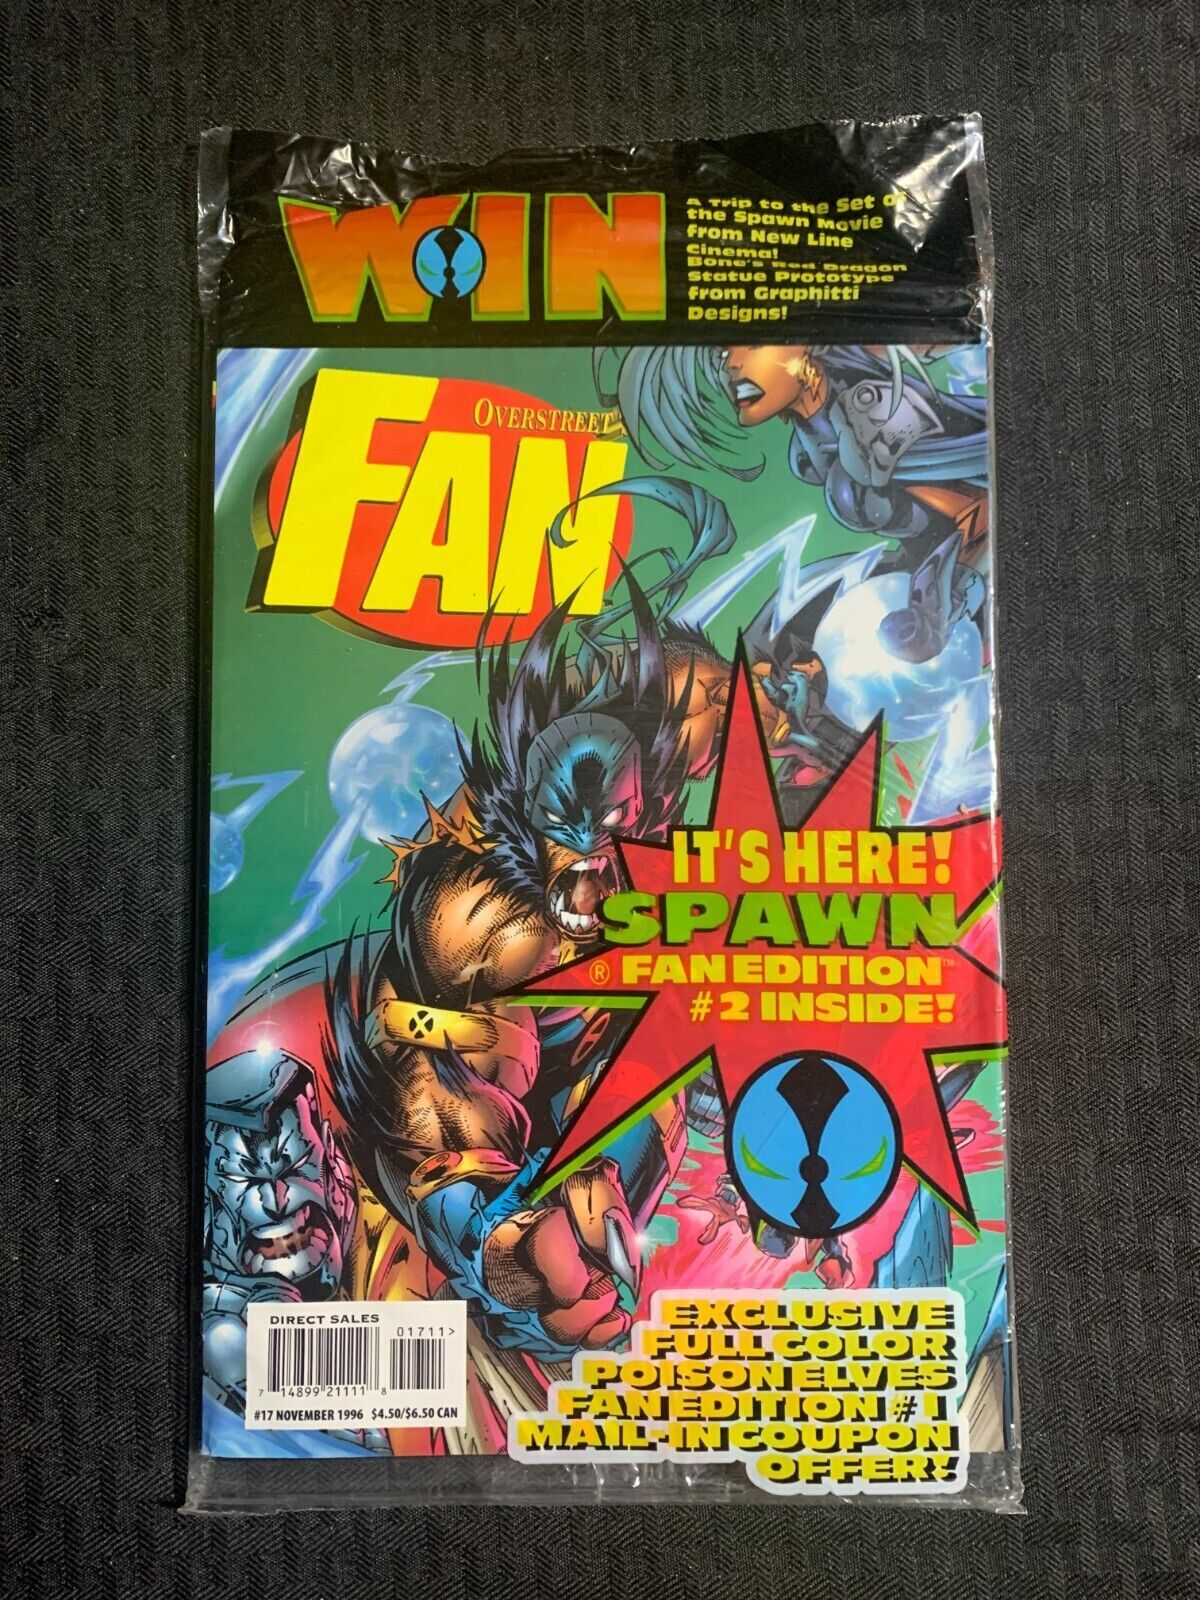 WIN
A Trip to the Set of
the Spawn Movie
from New Line
Cinema!
Bone's Red Dragon
Statue Prototype
from Graphitti
Designs!
OVERSTREET
FAN
IT'S HERE!
SPAWN
® FAN EDITION™
#2 INSIDE!
DIRECT SALES
01711>
7 14899 21111 8
#17 NOVEMBER 1996 $4.50/$6.50 CAN
EXCLUSIVE
FULL COLOR
POISON ELVES
FAN EDITION #1
MAIL-IN COUPON
OFFER!